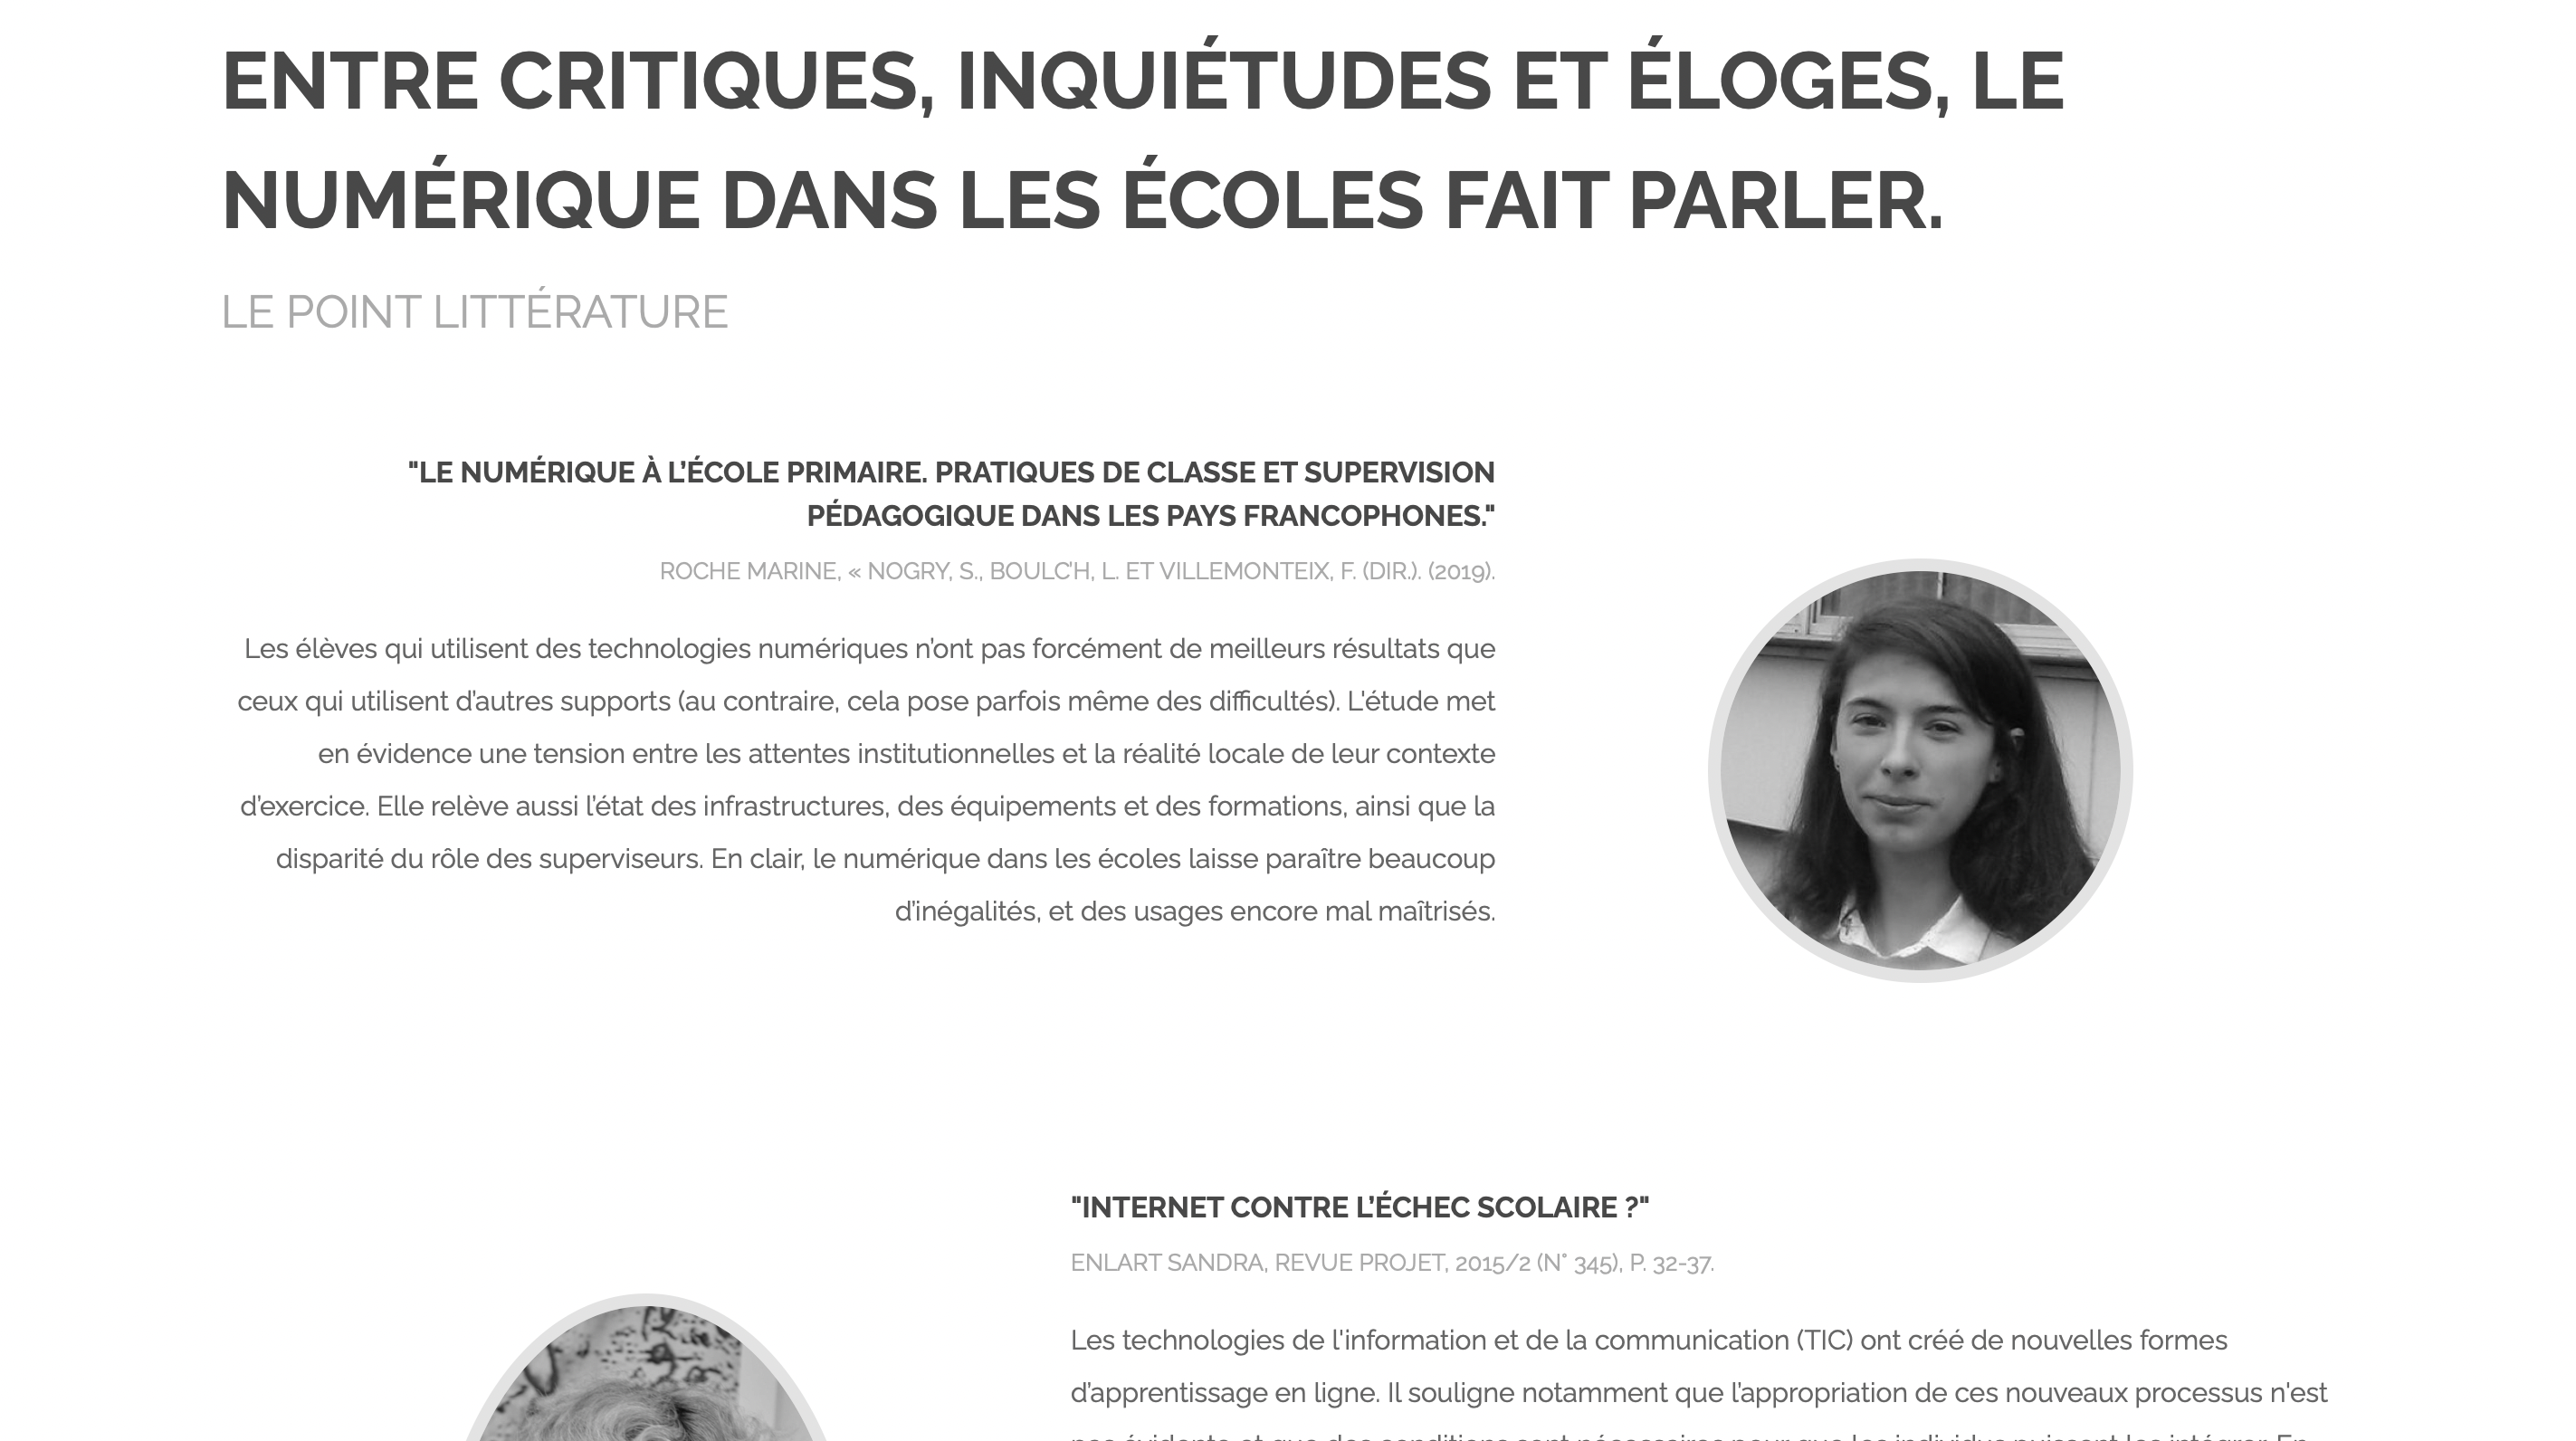 ENTRE CRITIQUES, INQUIÉTUDES ET ÉLOGES, LE
NUMÉRIQUE DANS LES ÉCOLES FAIT PARLER.
LE POINT LITTÉRATURE
"LE NUMÉRIQUE À L’ÉCOLE PRIMAIRE. PRATIQUES DE CLASSE ET SUPERVISION
PÉDAGOGIQUE DANS LES PAYS FRANCOPHONES."
ROCHE MARINE, « NOGRY, S., BOULC’H, L. ET VILLEMONTEIX, F. (DIR.). (2019).
Les élèves qui utilisent des technologies numériques n’ont pas forcément de meilleurs résultats que
ceux qui utilisent d’autres supports (au contraire, cela pose parfois même des difficultés). L'étude met
en évidence une tension entre les attentes institutionnelles et la réalité locale de leur contexte
d’exercice. Elle relève aussi l’état des infrastructures, des équipements et des formations, ainsi que la
disparité du rôle des superviseurs. En clair, le numérique dans les écoles laisse paraître beaucoup
d’inégalités, et des usages encore mal maîtrisés.
"INTERNET CONTRE L’ÉCHEC SCOLAIRE ?"
ENLART SANDRA, REVUE PROJET, 2015/2 (N° 345), P. 32-37.
Les technologies de l'information et de la communication (TIC) ont créé de nouvelles formes
d’apprentissage en ligne. Il souligne notamment que l’appropriation de ces nouveaux processus n'est